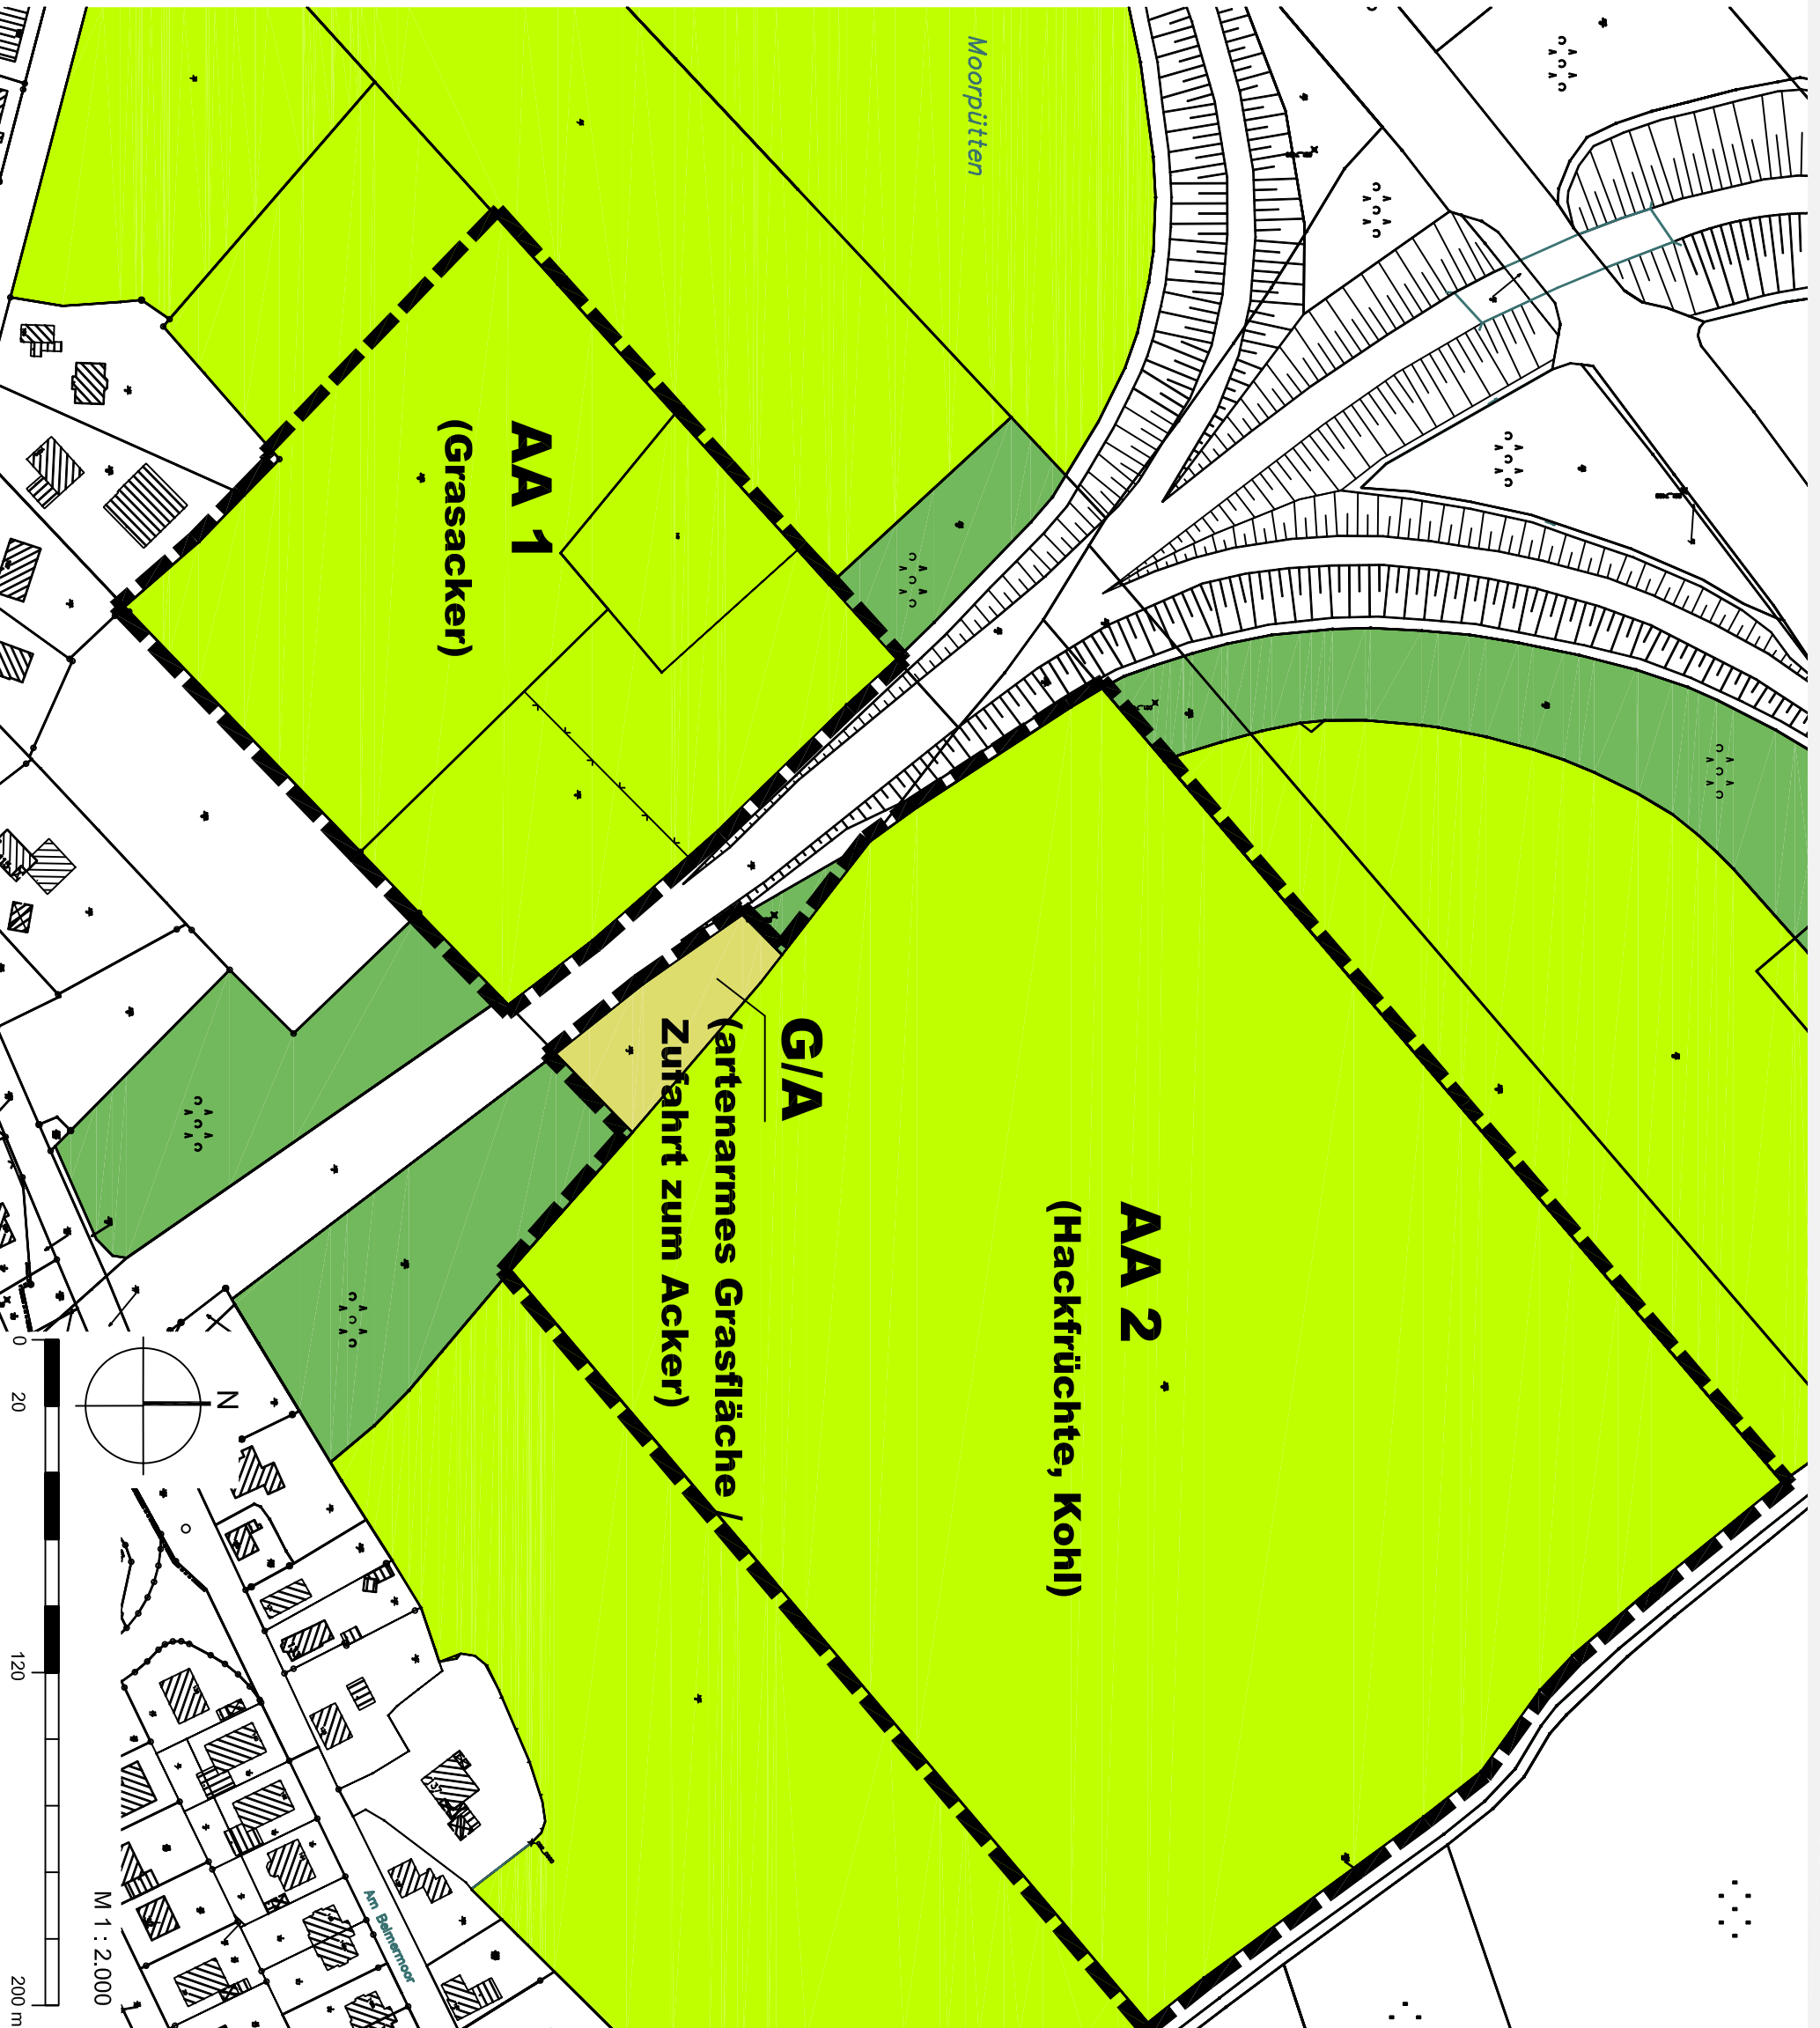 Moorpütten
AA 1
(Grasacker)
G/A
(artenarmes Grasfläche /
Zufahrt zum Acker)
AA 2
(Hackfrüchte, Kohl)
N
Am Belmermoor
0
20
120
200 m
M 1 : 2.000